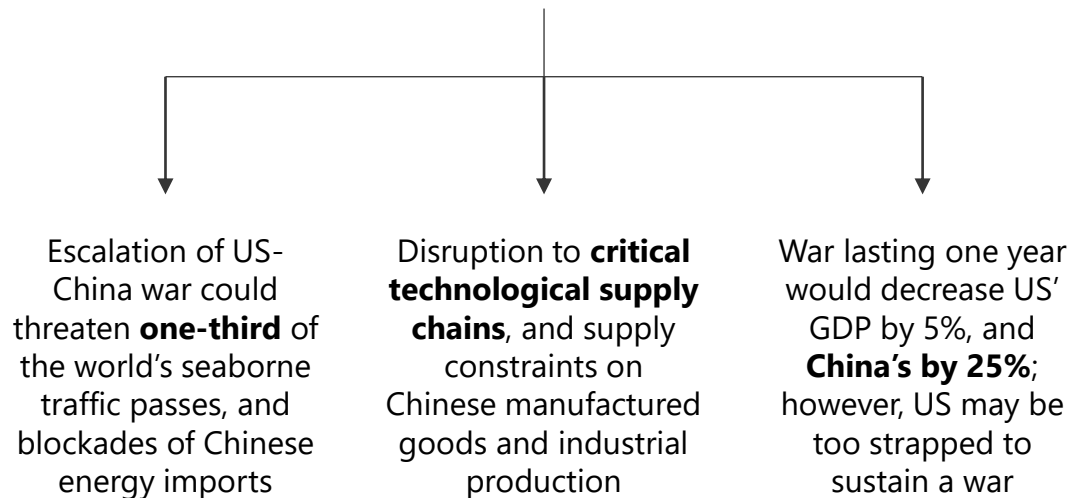 Escalation of US-
China war could
threaten one-third of
the world's seaborne
traffic passes, and
blockades of Chinese
energy imports
Disruption to critical
technological supply
chains, and supply
constraints on
Chinese manufactured
goods and industrial
production
War lasting one year
would decrease US'
GDP by 5%, and
China's by 25%;
however, US may be
too strapped to
sustain a war